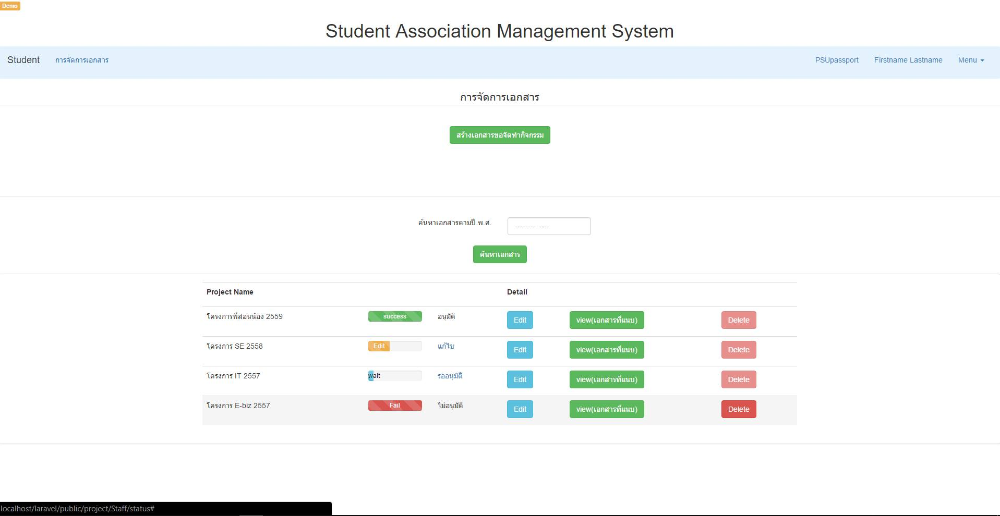 Demo
Student Association Management System
Student การจัดการเอกสาร PSUpassport Firstname Lastname Menu
การจัดการเอกสาร
สร้างเอกสารขอจัดทำกิจกรรม
ค้นหาเอกสารตามปี พ.ศ. -------- ----
ค้นหาเอกสาร
Project Name Detail
โครงการพี่สอนน้อง 2559 success อนุมัติ Edit view(เอกสารที่แนบ) Delete
โครงการ SE 2558 Edit แก้ไข Edit view(เอกสารที่แนบ) Delete
โครงการ IT 2557 wait รออนุมัติ Edit view(เอกสารที่แนบ) Delete
โครงการ E-biz 2557 Fail ไม่อนุมัติ Edit view(เอกสารที่แนบ) Delete
localhost/laravel/public/project/Staff/status#